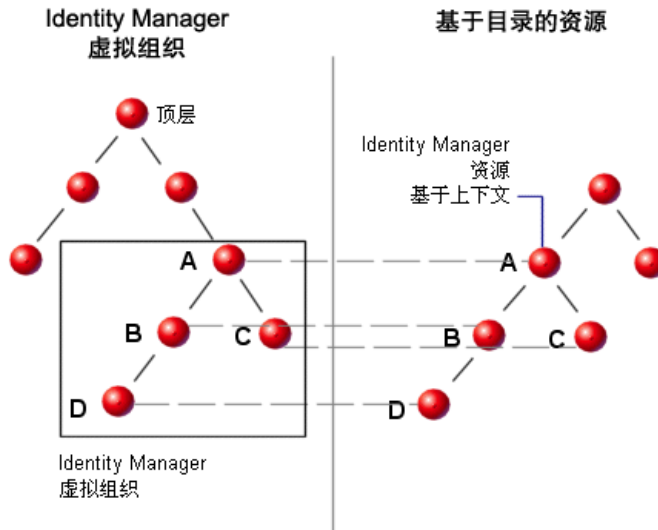 Identity Manager
虚拟组织
基于目录的资源
顶层
Identity Manager
资源
基于上下文
A
B
C
D
A
B
C
D
Identity Manager
虚拟组织